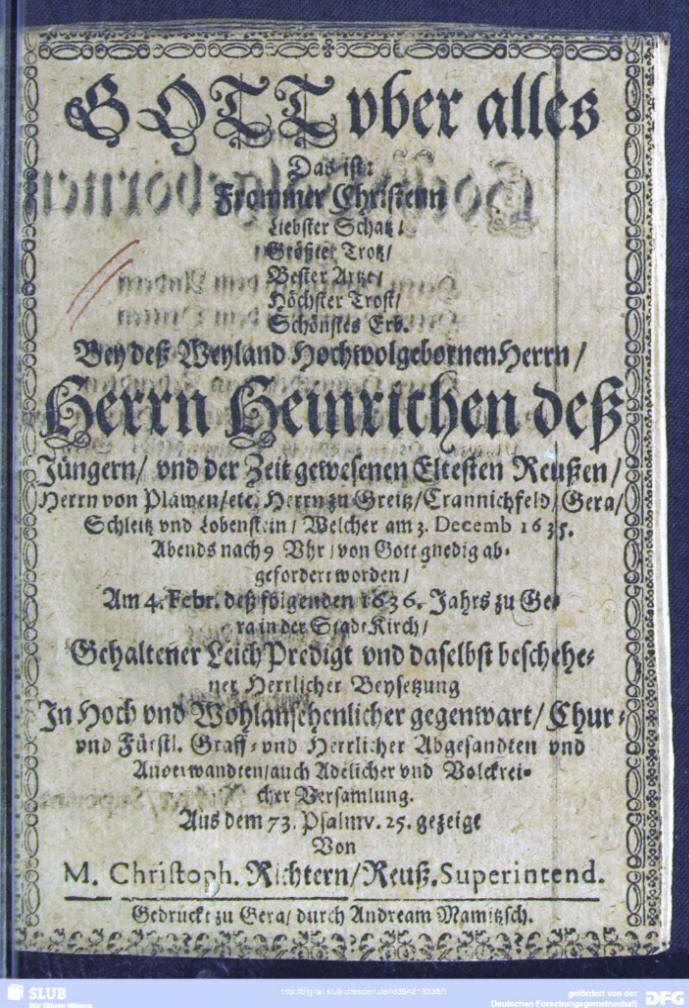 GOTT vber alles
Das ist:
Frommer Christenn
Liebster Schatz /
Größter Trotz /
Bester Artzt /
Höchster Trost /
Schönstes Erb.
Bey deß Weyland Hochwolgebornen Herrn /
Herrn Heinrichen deß
Jüngern / vnd der Zeit gewesenen Eltesten Reußen /
Herrn von Plawen / etc. Herrn zu Greitz / Crannichfeld / Gera /
Schleitz vnd Lobenstein / Welcher am 3. Decemb 1635.
Abends nach 9 Vhr / von Gott gnedig ab-
gefordert worden /
Am 4. Febr. deß folgenden 1636. Jahrs zu Ge-
ra in der Stadt Kirch /
Gehaltener Leich Predigt vnd daselbst beschehe-
ner Herrlicher Beysetzung
In Hoch vnd Wohlansehenlicher gegenwart / Chur-
vnd Fürstl. Gräff- vnd Herrlicher Abgesandten vnd
Anverwandten / auch Adelicher vnd Volckrei-
cher Versamlung.
Aus dem 73. Psalm v. 25. gezeigt
Von
M. Christoph. Richtern / Reuß. Superintend.
Gedruckt zu Gera / durch Andream Mamitzsch.
SLUB
Wir führen Wissen.
gefördert von der
Deutschen Forschungsgemeinschaft
DFG